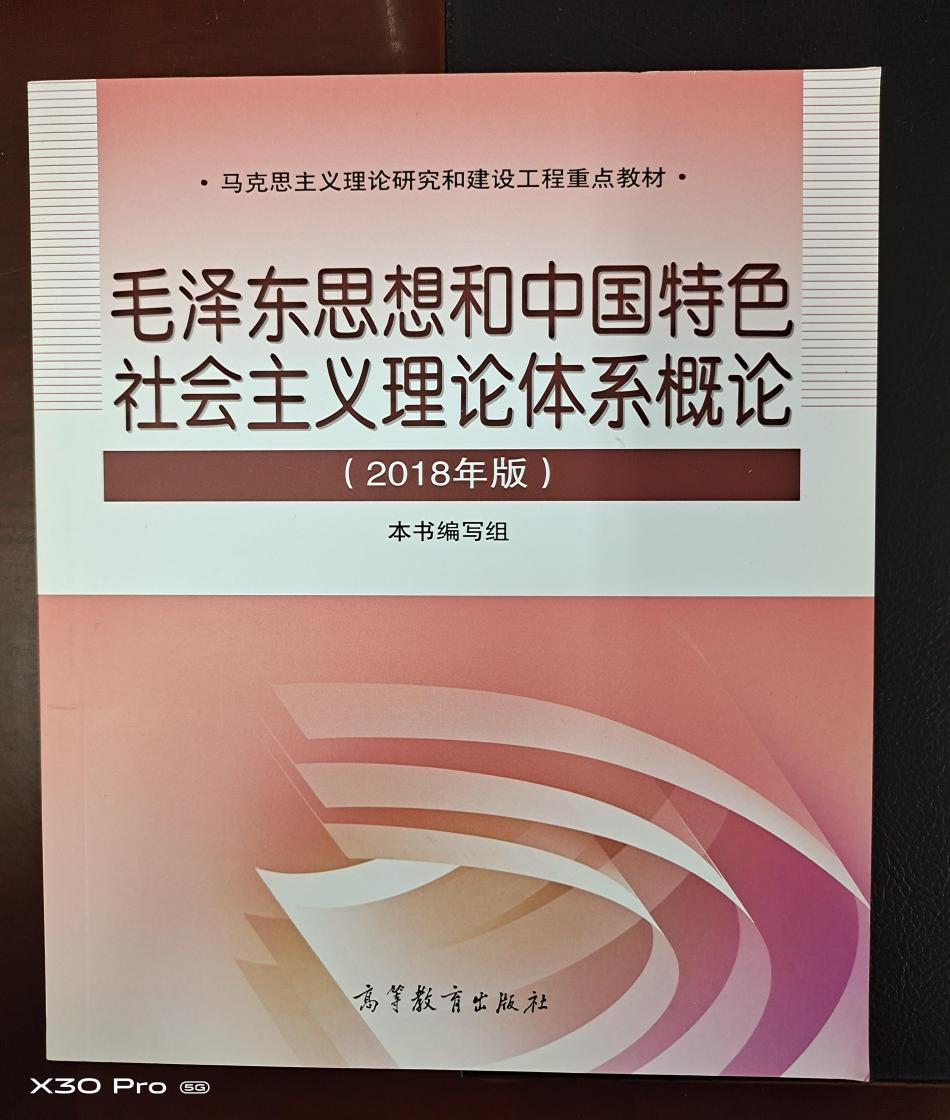 • 马克思主义理论研究和建设工程重点教材 •
毛泽东思想和中国特色
社会主义理论体系概论
（2018年版）
本书编写组
高等教育出版社
X30 Pro 5G